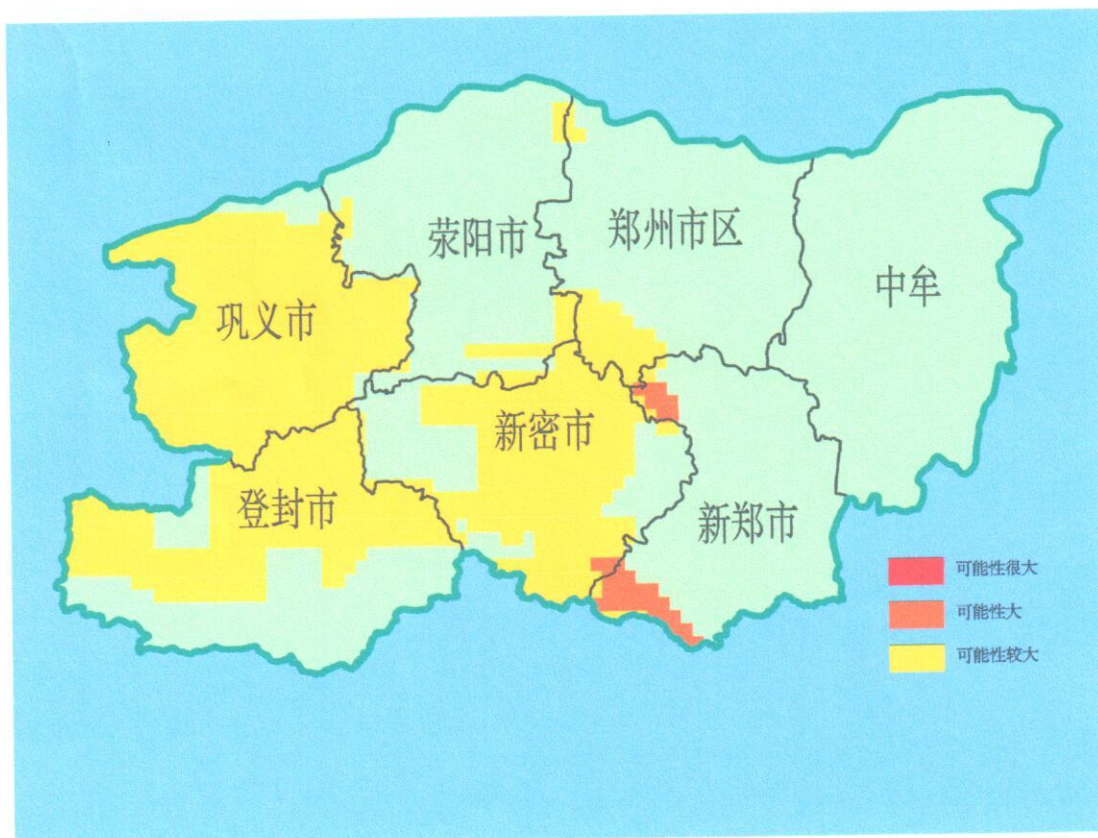 荥阳市
郑州市区
中牟
巩义市
新密市
登封市
新郑市
可能性很大
可能性大
可能性较大